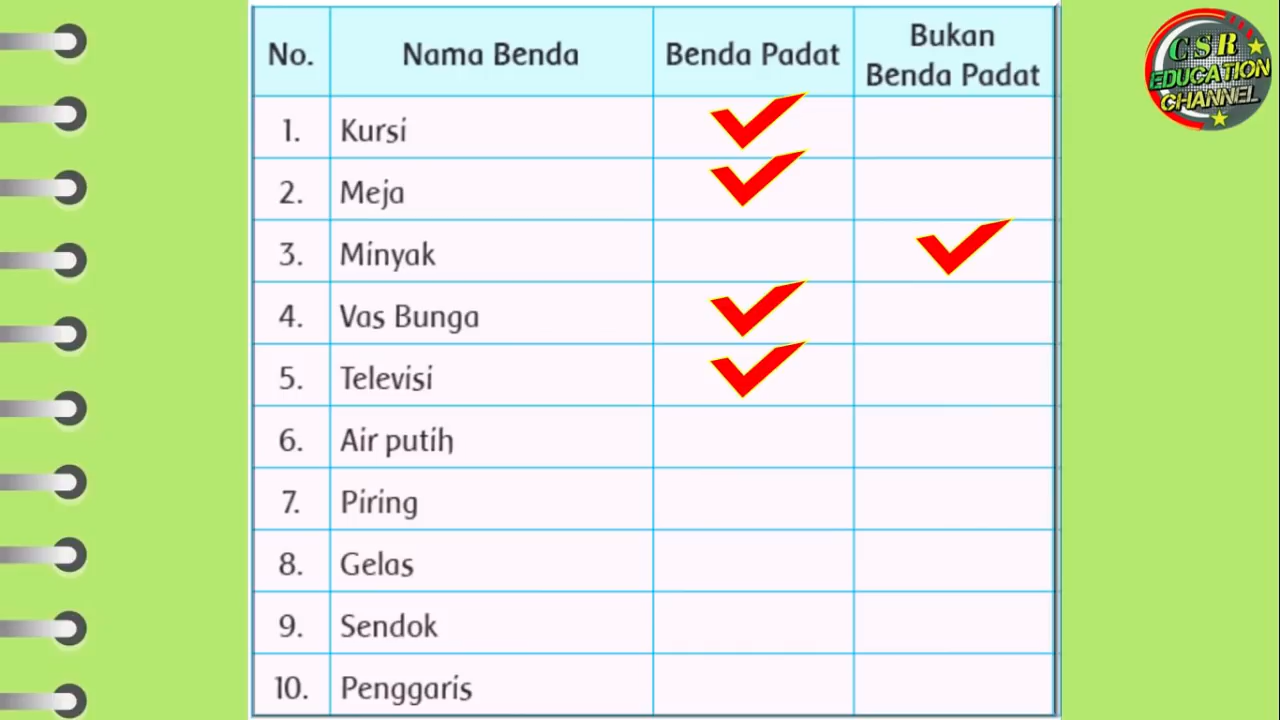 No. Nama Benda Benda Padat Bukan Benda Padat
1. Kursi
2. Meja
3. Minyak
4. Vas Bunga
5. Televisi
6. Air putih
7. Piring
8. Gelas
9. Sendok
10. Penggaris
CSR
EDUCATION
CHANNEL